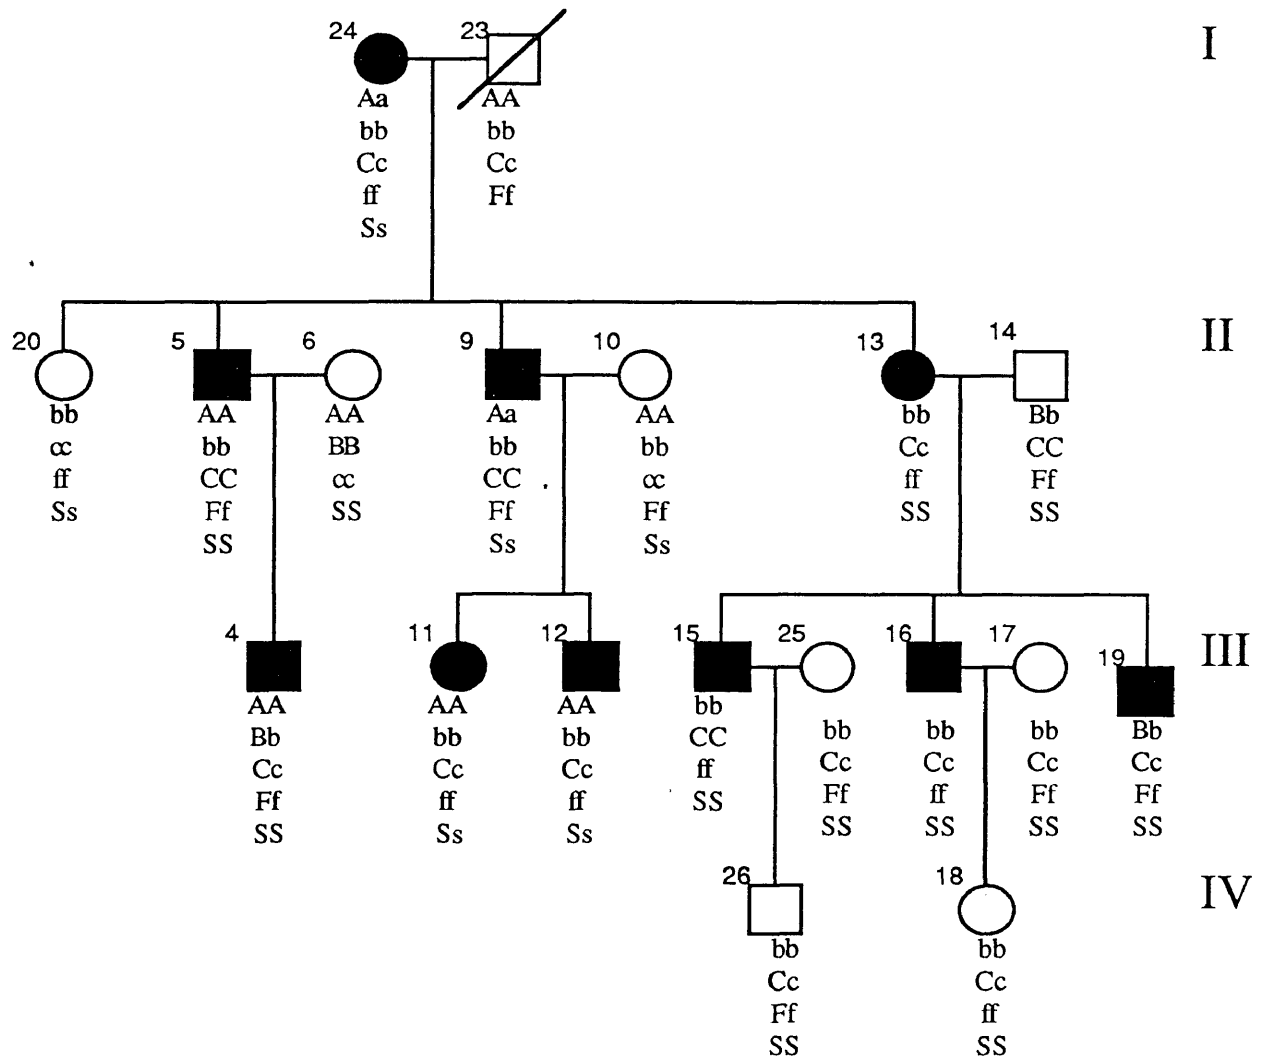 24 23 I
Aa AA
bb bb
Cc Cc
ff Ff
Ss
20 5 6 9 10 13 14 II
bb AA AA Aa AA bb Bb
cc bb BB bb bb Cc CC
ff CC cc CC cc ff Ff
Ss Ff SS Ff Ff SS SS
SS Ss Ss
4 11 12 15 25 16 17 19 III
AA AA AA bb
Bb bb bb CC bb bb bb Bb
Cc Cc Cc ff Cc Cc Cc Cc
Ff ff ff SS Ff ff Ff Ff
SS Ss Ss SS SS SS SS
26 18 IV
bb bb
Cc Cc
Ff ff
SS SS